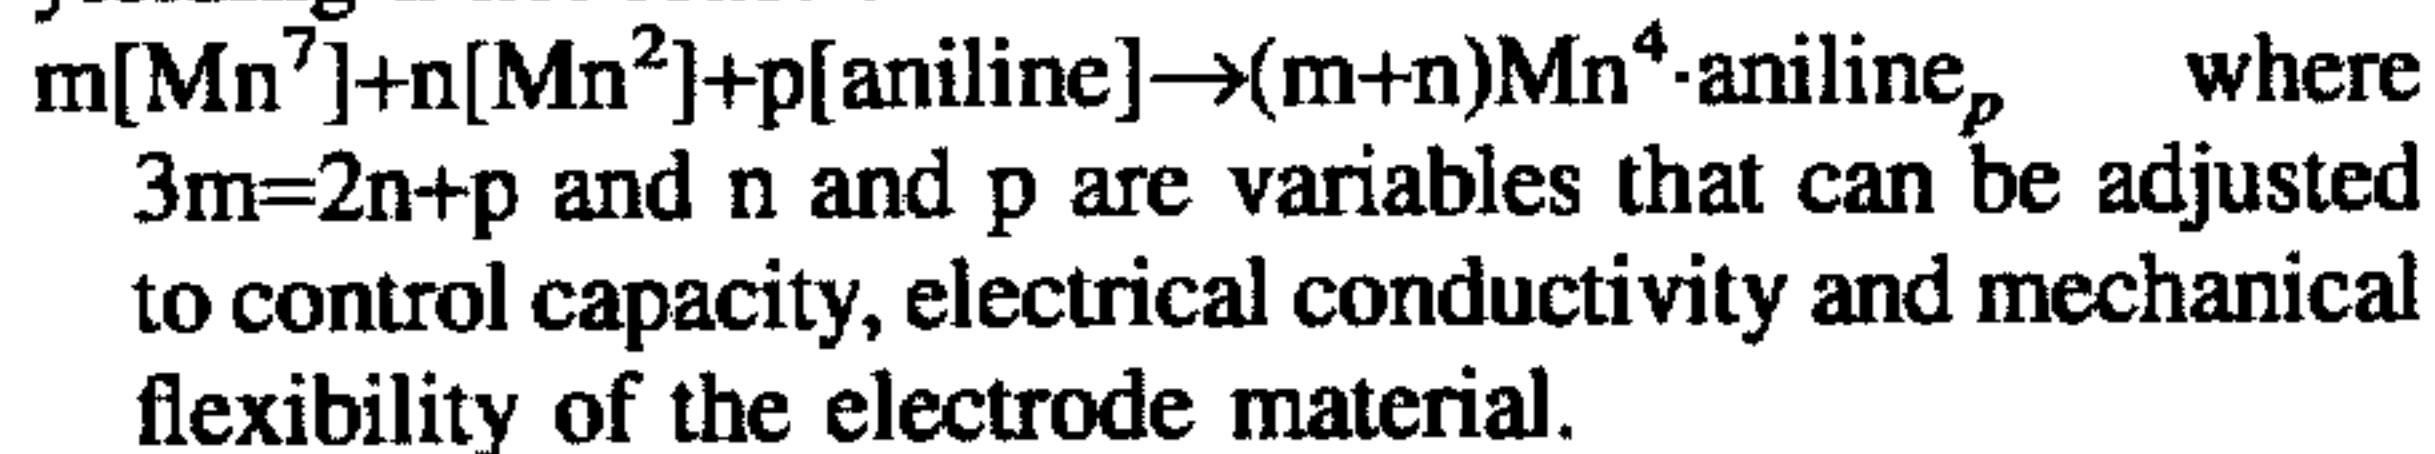 m[Mn⁷]+n[Mn²]+p[aniline]→(m+n)Mn⁴·anilineₚ where
3m=2n+p and n and p are variables that can be adjusted
to control capacity, electrical conductivity and mechanical
flexibility of the electrode material.